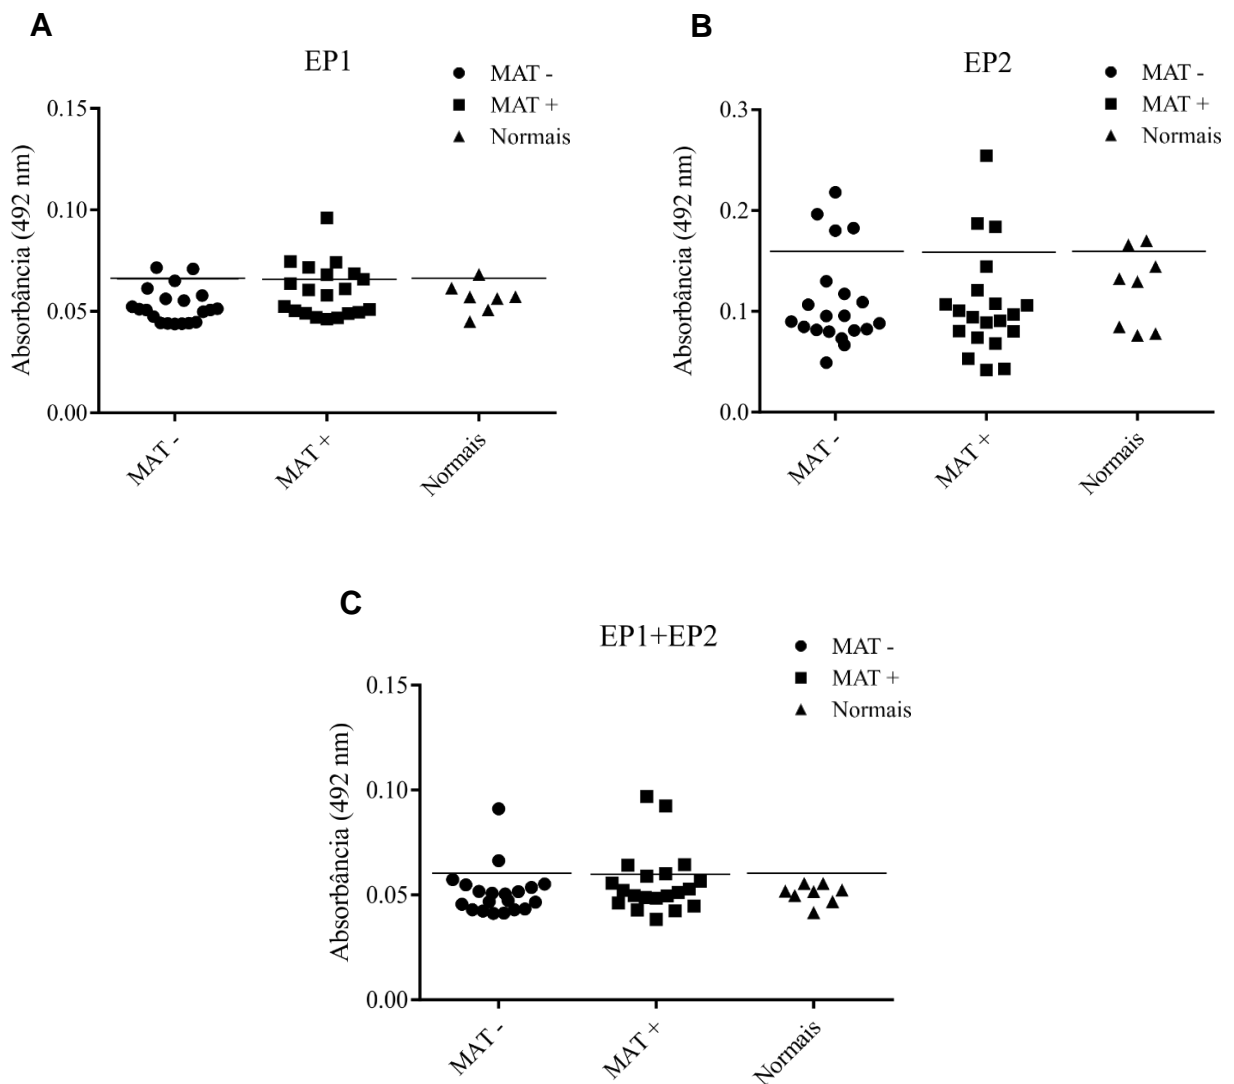 A
EP1
MAT -
MAT +
Normais
Absorbância (492 nm)
0.15
0.10
0.05
0.00
MAT -
MAT +
Normais
B
EP2
MAT -
MAT +
Normais
Absorbância (492 nm)
0.3
0.2
0.1
0.0
MAT -
MAT +
Normais
C
EP1+EP2
MAT -
MAT +
Normais
Absorbância (492 nm)
0.15
0.10
0.05
0.00
MAT -
MAT +
Normais